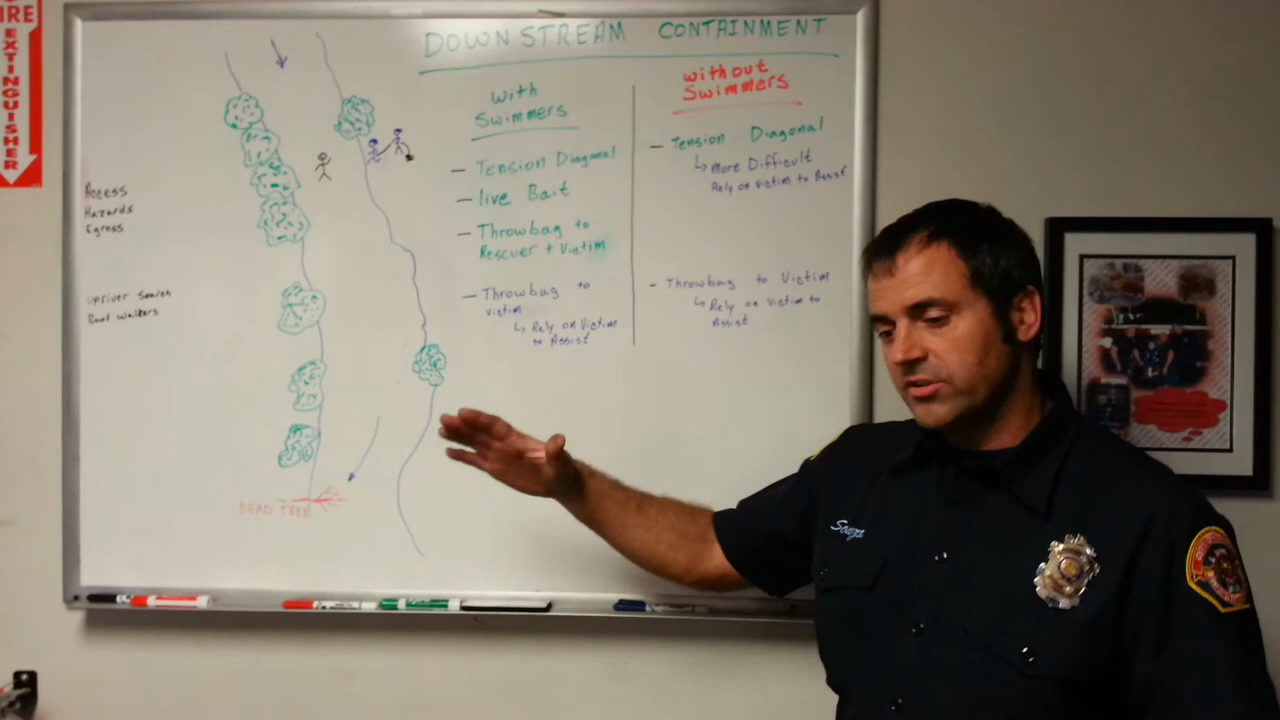 FIRE
EXTINGUISHER
DOWNSTREAM CONTAINMENT
with
Swimmers
- Tension Diagonal
- live Bait
- Throwbag to
Rescuer + Victim
- Throwbag to
Victim
↳ Rely on Victim
to Assist
without
Swimmers
- Tension Diagonal
↳ More Difficult
Rely on Victim to Assist
- Throwbag to Victim
↳ Rely on Victim to
Assist
Access
Hazards
Egress
upriver Search
Boat Walkers
DEAD TREE
Souza